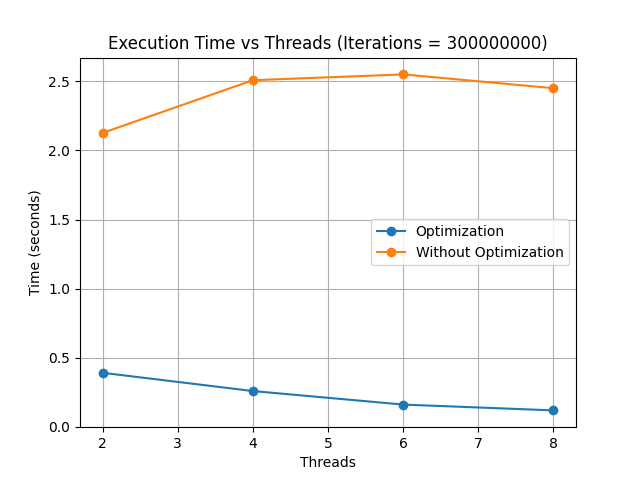 Execution Time vs Threads (Iterations = 300000000)
2.5
2.0
1.5
1.0
0.5
0.0
Time (seconds)
Optimization
Without Optimization
2 3 4 5 6 7 8
Threads